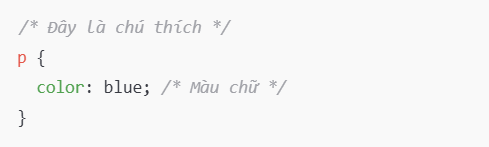 /* Đây là chú thích */
p {
  color: blue; /* Màu chữ */
}